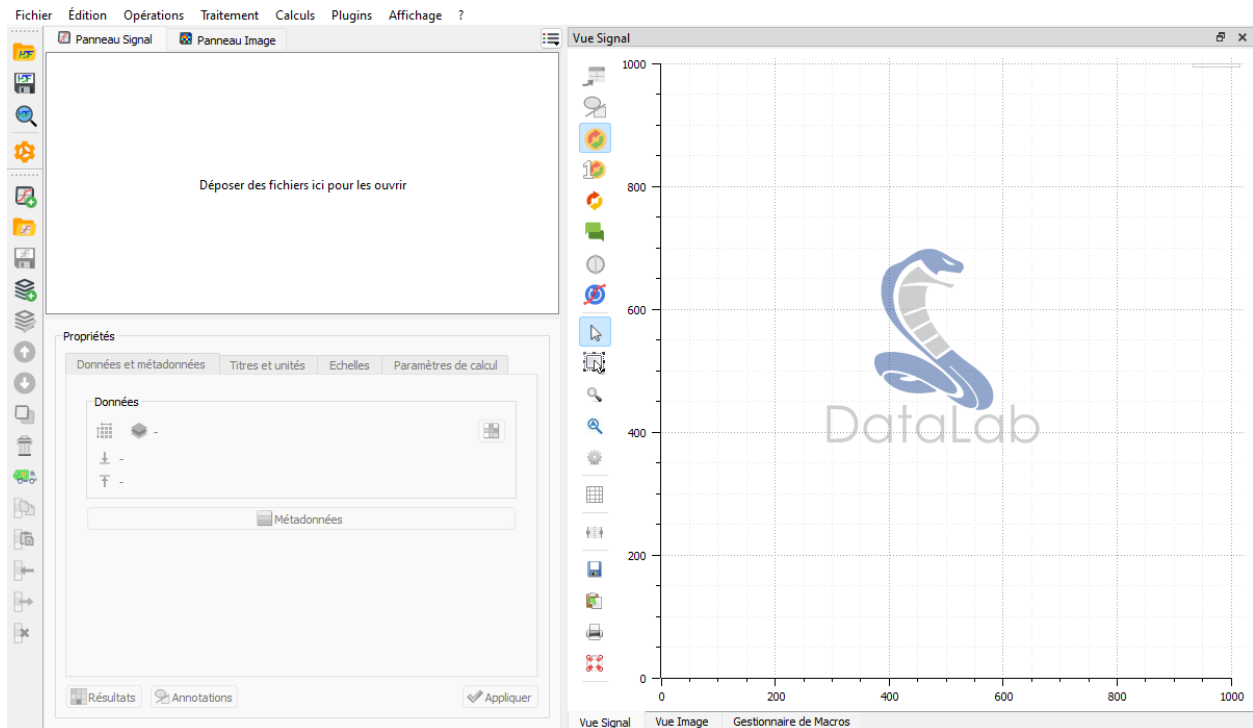 Fichier Édition Opérations Traitement Calculs Plugins Affichage ?
Panneau Signal Panneau Image
Déposer des fichiers ici pour les ouvrir
Propriétés
Données et métadonnées Titres et unités Echelles Paramètres de calcul
Données
-
-
-
Métadonnées
Résultats Annotations Appliquer
Vue Signal
1000
800
600
400
200
0
DataLab
0 200 400 600 800 1000
Vue Signal Vue Image Gestionnaire de Macros